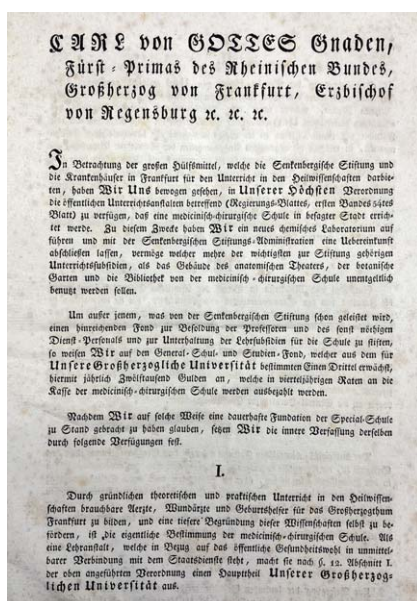 CARL von GOTTES Gnaden,
Fürst-Primas des Rheinischen Bundes,
Großherzog von Frankfurt, Erzbischof
von Regensburg ꝛc. ꝛc. ꝛc.
In Betrachtung der großen Hülfsmittel, welche die Senkenbergische Stiftung und
die Krankenhäuser in Frankfurt für den Unterricht in den Heilwissenschaften darbie-
ten, haben Wir Uns bewogen gesehen, in Unserer Höchsten Verordnung
die öffentlichen Unterrichtsanstalten betreffend (Regierungs-Blattes, ersten Bandes 54tes
Blatt) zu verfügen, daß eine medicinisch-chirurgische Schule in besagter Stadt errich-
tet werde. Zu diesem Zwecke haben Wir ein neues chemisches Laboratorium auf
führen und mit der Senkenbergischen Stiftungs-Administration eine Uebereinkunft
abschliessen lassen, vermöge welcher mehre der wichtigsten zur Stiftung gehörigen
Unterrichtssubsidien, als das Gebäude des anatomischen Theaters, der botanische
Garten und die Bibliothek von der medicinisch-chirurgischen Schule unentgeltlich
benutzt werden sollen.
Um ausser jenem, was von der Senkenbergischen Stiftung schon geleistet wird,
einen hinreichenden Fond zur Besoldung der Professoren und des sonst nöthigen
Dienst-Personals und zur Unterhaltung der Lehrsubsidien für die Schule zu stiften,
so weisen Wir auf den General-Schul- und Studien-Fond, welcher aus dem für
Unsere Großherzogliche Universität bestimmten Einen Drittel erwächst,
hiermit jährlich Zwölftausend Gulden an, welche in vierteljährigen Raten an die
Kasse der medicinisch-chirurgischen Schule werden ausbezahlt werden.
Nachdem Wir auf solche Weise eine dauerhafte Fundation der Special-Schule
zu Stand gebracht zu haben glauben, setzen Wir die innere Verfassung derselben
durch folgende Verfügungen fest.
I.
Durch gründlichen theoretischen und praktischen Unterricht in den Heilwissen-
schaften brauchbare Aerzte, Wundärzte und Geburtshelfer für das Großherzogthum
Frankfurt zu bilden, und eine tiefere Begründung dieser Wissenschaften selbst zu be-
fördern, ist die eigentliche Bestimmung der medicinisch-chirurgischen Schule. Als
eine Lehranstalt, welche in Bezug auf das öffentliche Gesundheitswohl in unmittel-
barer Verbindung mit dem Staatsdienste steht, macht sie nach §. 12. Abschnitt I.
der oben angeführten Verordnung einen Haupttheil Unserer Großherzog-
lichen Universität aus.